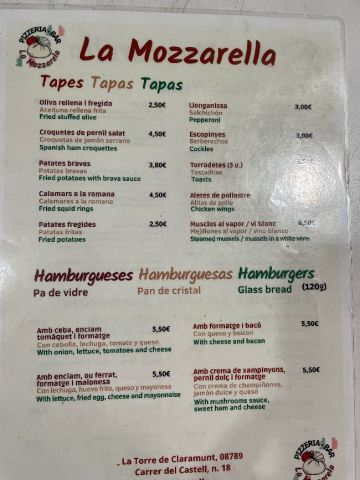 PIZZERIA BAR
La Mozzarella
La Mozzarella
Tapes Tapas Tapas
Oliva rellena i fregida 2,50€
Aceituna rellena frita
Fried stuffed olive
Croquetes de pernil salat 4,50€
Croquetas de jamón serrano
Spanish ham croquettes
Patates braves 3,80€
Patatas bravas
Fried potatoes with brava sauce
Calamars a la romana 4,50€
Calamares a la romana
Fried squid rings
Patates fregides 2,50€
Patatas fritas
Fried potatoes
Llonganissa 3,00€
Salchichón
Pepperoni
Escopinyes 3,00€
Berberechos
Cockles
Torradetes (3 u.)
Tostaditas
Toasts
Aletes de pollastre
Alitas de pollo
Chicken wings
Musclos al vapor / vi blanc 6,50€
Mejillones al vapor / vino blanco
Steamed mussels / mussels in a white wine
Hamburgueses Hamburguesas Hamburgers
Pa de vidre Pan de cristal Glass bread (120g)
Amb ceba, enciam 5,50€
tomàquet i formatge
Con cebolla, lechuga, tomate y queso
With onion, lettuce, tomatoes and cheese
Amb enciam, ou ferrat, 5,50€
formatge i maionesa
Con lechuga, huevo frito, queso y mayonesa
With lettuce, fried egg, cheese and mayonnaise
Amb formatge i bacó 5,50€
Con queso y baicon
With cheese and bacon
Amb crema de xampinyons, 5,50€
pernil dolç i formatge
Con crema de champiñones,
jamón dulce y queso
With mushrooms sauce,
sweet ham and cheese
La Torre de Claramunt, 08789
Carrer del Castell, n. 18
PIZZERIA BAR
La Mozzarella